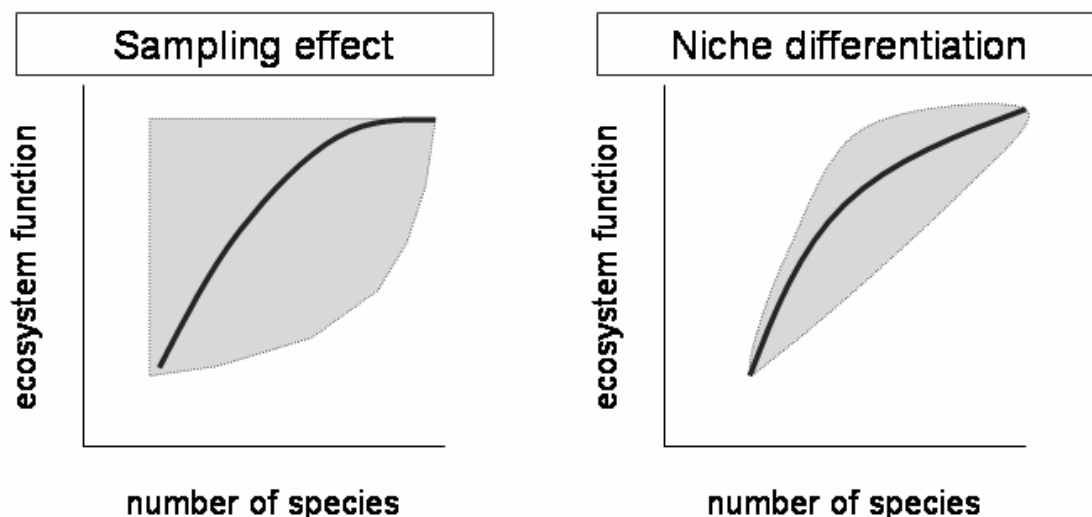 Sampling effect
ecosystem function
number of species
Niche differentiation
ecosystem function
number of species